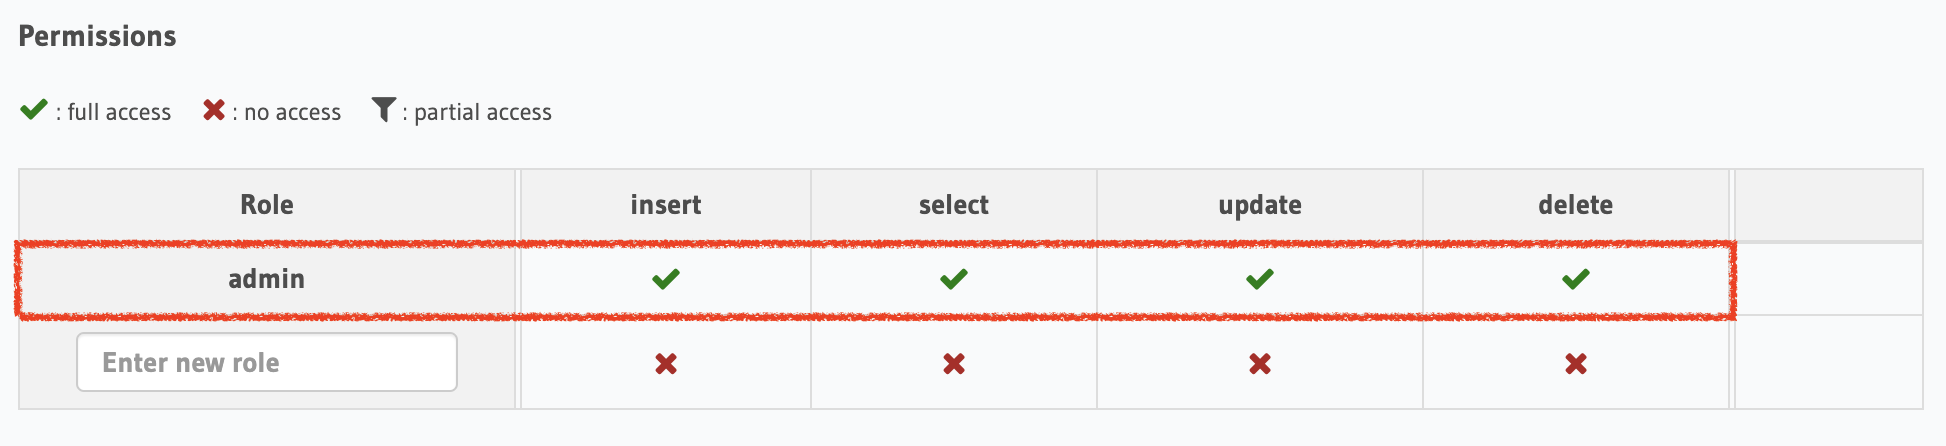 Permissions
: full access : no access : partial access
Role insert select update delete
admin
Enter new role